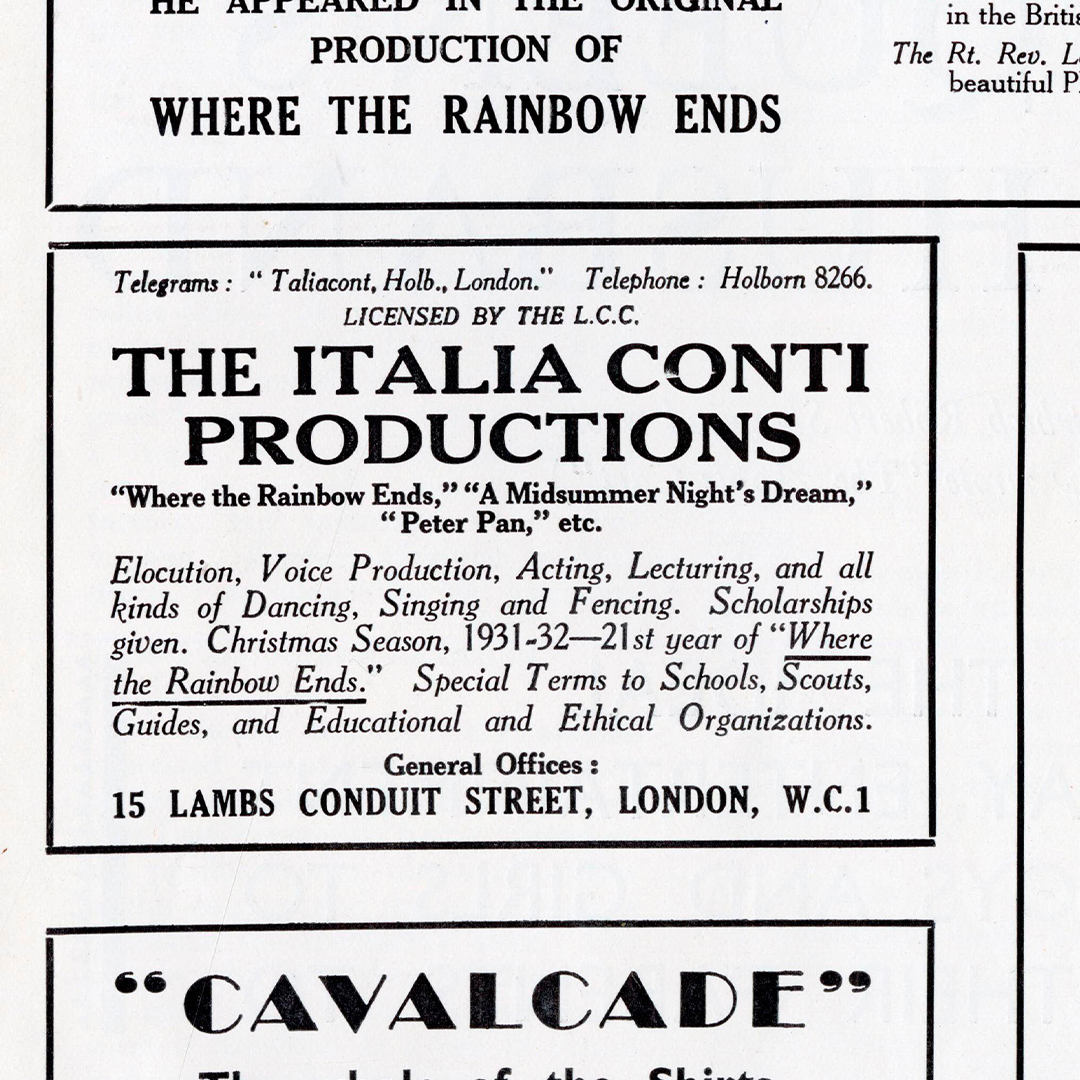 HE APPEARED IN THE ORIGINAL
PRODUCTION OF
WHERE THE RAINBOW ENDS
in the
The Rt. Rev.
beautiful
Telegrams : " Taliacont, Holb., London." Telephone : Holborn 8266.
LICENSED BY THE L.C.C.
THE ITALIA CONTI
PRODUCTIONS
"Where the Rainbow Ends," "A Midsummer Night's Dream,"
"Peter Pan," etc.
Elocution, Voice Production, Acting, Lecturing, and all
kinds of Dancing, Singing and Fencing. Scholarships
given. Christmas Season, 1931-32—21st year of "Where
the Rainbow Ends." Special Terms to Schools, Scouts,
Guides, and Educational and Ethical Organizations.
General Offices :
15 LAMBS CONDUIT STREET, LONDON, W.C.1
"CAVALCADE"
of the